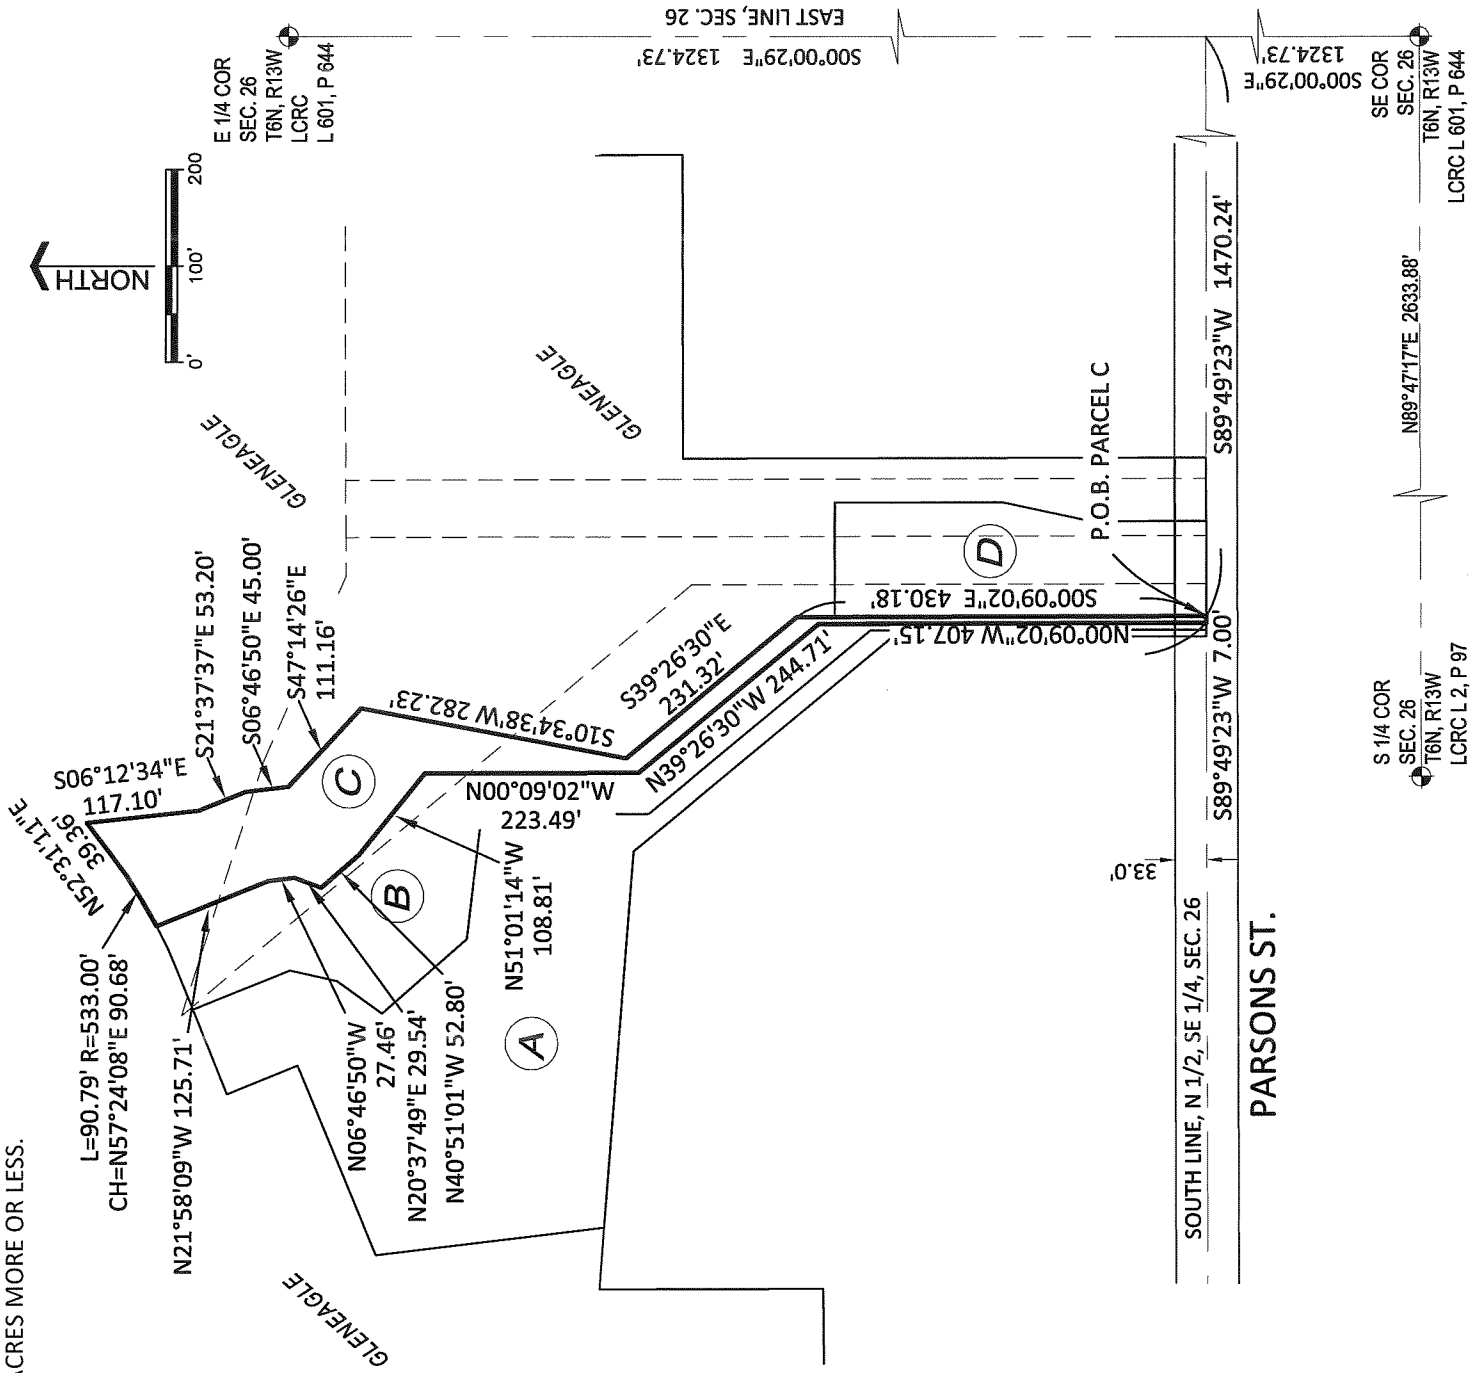 ACRES MORE OR LESS.
NORTH
0' 100' 200
E 1/4 COR
SEC. 26
T6N, R13W
LCRC
L 601, P 644
EAST LINE, SEC. 26
S00°00'29"E 1324.73'
S00°00'29"E
1324.73'
SE COR
SEC. 26
T6N, R13W
LCRC L 601, P 644
GLENEAGLE
GLENEAGLE
GLENEAGLE
S21°37'37"E 53.20'
S06°46'50"E 45.00'
S47°14'26"E
111.16'
S06°12'34"E
117.10'
N52°31'11"E
39.36'
L=90.79' R=533.00'
CH=N57°24'08"E 90.68'
N21°58'09"W 125.71'
N06°46'50"W
27.46'
N20°37'49"E 29.54'
N40°51'01"W 52.80'
N51°01'14"W
108.81'
C
B
A
D
S10°34'38'W 282.23'
N00°09'02"W
223.49'
S39°26'30"E
231.32'
N39°26'30"W 244.71'
S00°09'02"E 430.18'
N00°09'02"W 407.15'
P.O.B. PARCEL C
S89°49'23"W 1470.24'
S89°49'23"W 7.00'
33.0'
SOUTH LINE, N 1/2, SE 1/4, SEC. 26
PARSONS ST.
N89°47'17"E 2633.88'
S 1/4 COR
SEC. 26
T6N, R13W
LCRC L 2, P 97